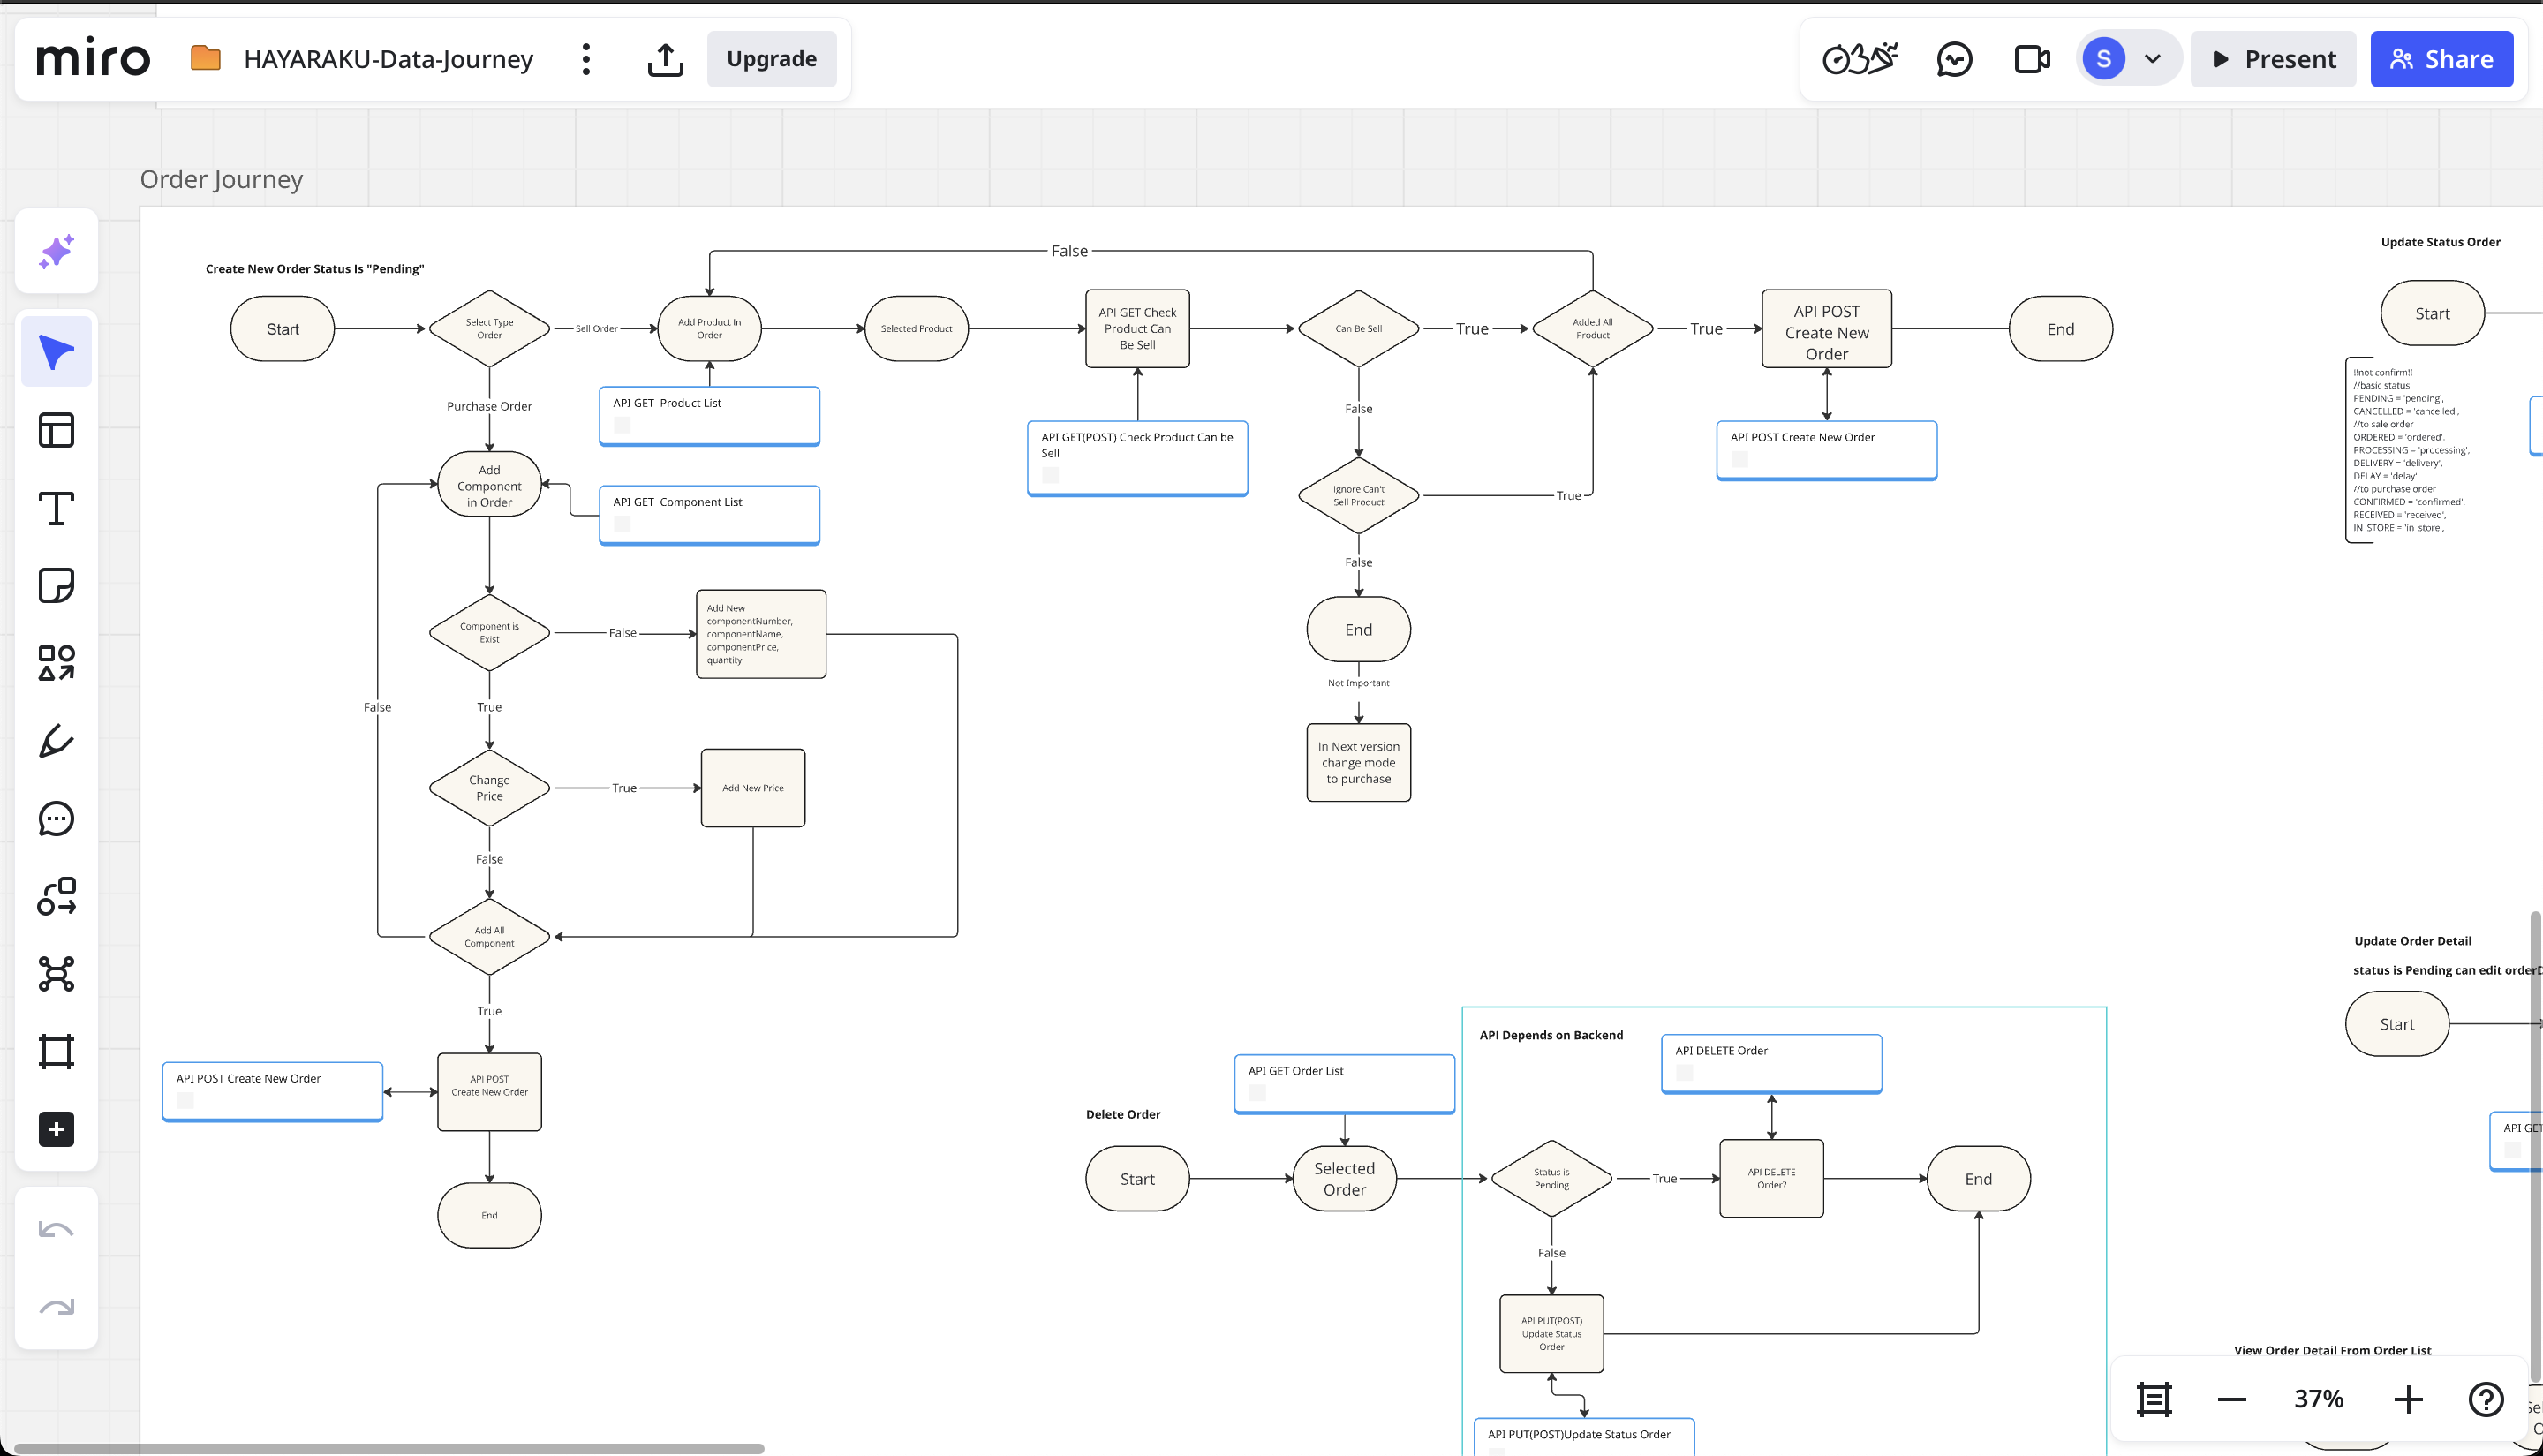 miro
HAYARAKU-Data-Journey
Upgrade
S
Present
Share
Order Journey
Create New Order Status Is "Pending"
Start
Select Type
Order
Sell Order
Add Product In
Order
Selected Product
API GET Check
Product Can
Be Sell
Can Be Sell
True
Added All
Product
True
API POST
Create New
Order
End
False
Purchase Order
API GET  Product List
API GET(POST) Check Product Can be
Sell
False
API POST Create New Order
Add
Component
in Order
API GET  Component List
Ignore Can't
Sell Product
True
False
End
Not Important
In Next version
change mode
to purchase
Component is
Exist
False
Add New
componentNumber,
componentName,
componentPrice,
quantity
False
True
Change
Price
True
Add New Price
False
Add All
Component
True
API POST Create New Order
API POST
Create New Order
End
Update Status Order
Start
!!not confirm!!
//basic status
PENDING = 'pending',
CANCELLED = 'cancelled',
//to sale order
ORDERED = 'ordered',
PROCESSING = 'processing',
DELIVERY = 'delivery',
DELAY = 'delay',
//to purchase order
CONFIRMED = 'confirmed',
RECEIVED = 'received',
IN_STORE = 'in_store',
Delete Order
Start
API GET Order List
Selected
Order
API Depends on Backend
API DELETE Order
Status is
Pending
True
API DELETE
Order?
End
False
API PUT(POST)
Update Status
Order
API PUT(POST)Update Status Order
Update Order Detail
status is Pending can edit orderD
Start
API GET
View Order Detail From Order List
37%